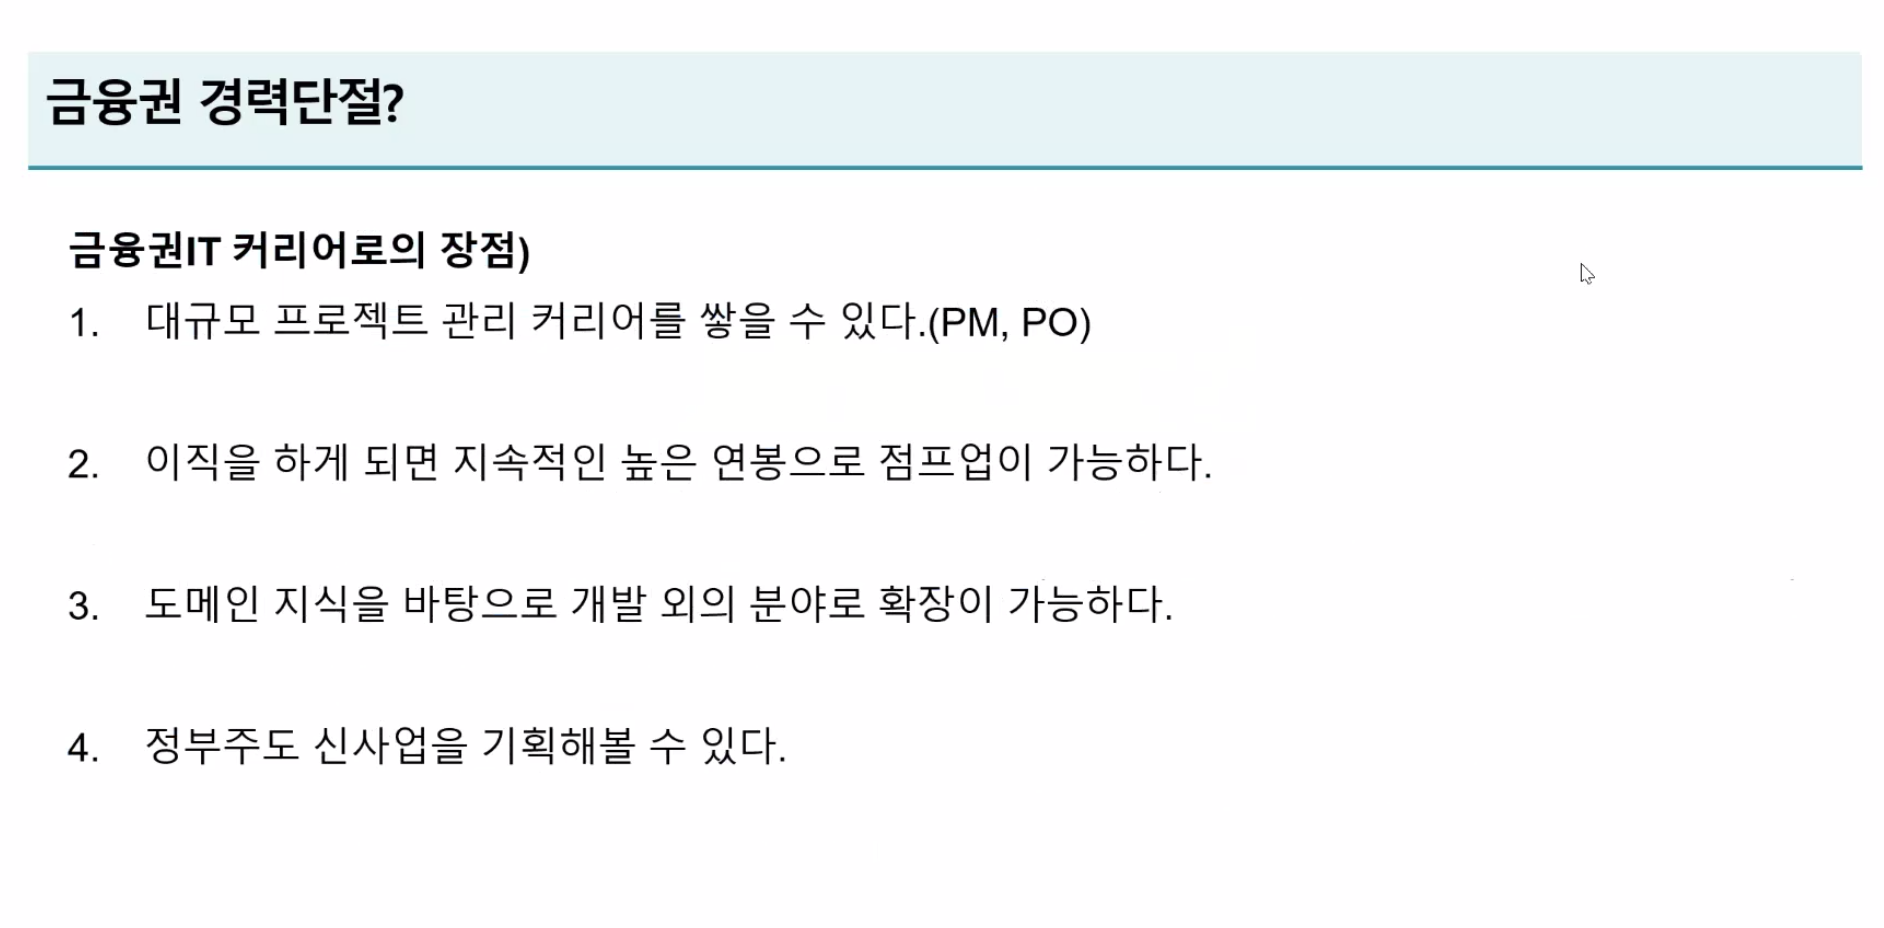 금융권 경력단절?
금융권IT 커리어로의 장점)
1. 대규모 프로젝트 관리 커리어를 쌓을 수 있다.(PM, PO)
2. 이직을 하게 되면 지속적인 높은 연봉으로 점프업이 가능하다.
3. 도메인 지식을 바탕으로 개발 외의 분야로 확장이 가능하다.
4. 정부주도 신사업을 기획해볼 수 있다.